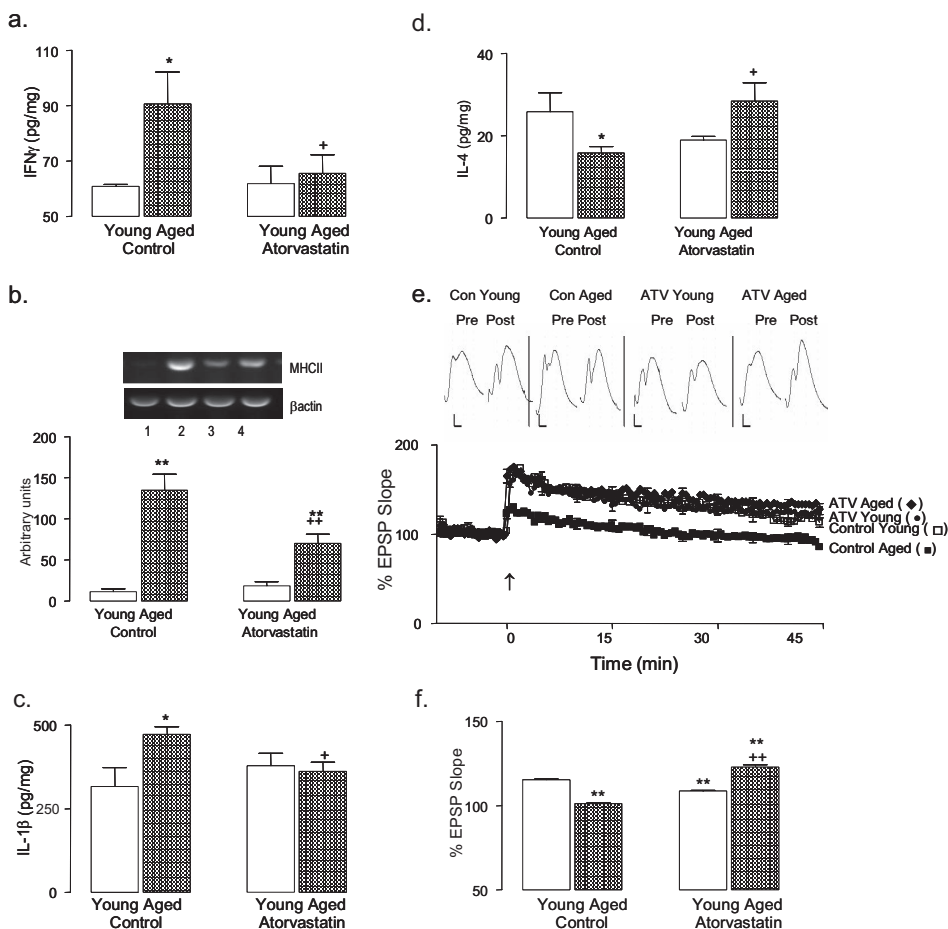 a.
110
90
70
50
IFNγ (pg/mg)
*
+
Young Aged
Control
Young Aged
Atorvastatin
b.
MHCII
βactin
1 2 3 4
200
150
100
50
0
Arbitrary units
**
**
++
Young Aged
Control
Young Aged
Atorvastatin
c.
500
250
0
IL-1β (pg/mg)
*
+
Young Aged
Control
Young Aged
Atorvastatin
d.
40
20
0
IL-4 (pg/mg)
*
+
Young Aged
Control
Young Aged
Atorvastatin
e.
Con Young Con Aged ATV Young ATV Aged
Pre Post Pre Post Pre Post Pre Post
200
100
0
% EPSP Slope
ATV Aged (◆)
ATV Young (●)
Control Young (□)
Control Aged (■)
↑
0 15 30 45
Time (min)
f.
150
100
50
% EPSP Slope
**
**
**
++
Young Aged
Control
Young Aged
Atorvastatin